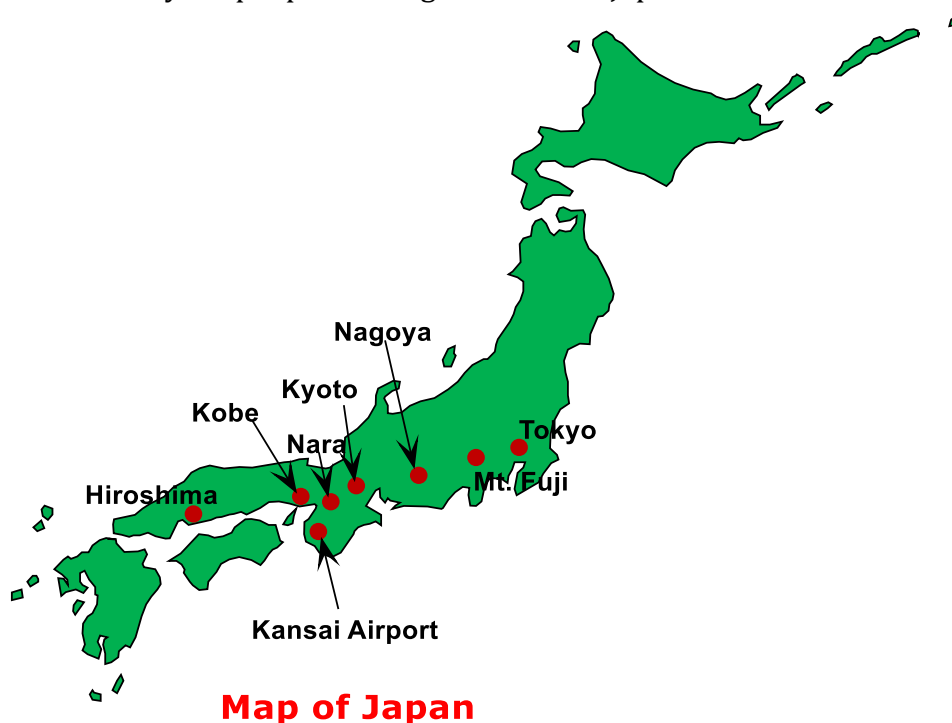 Nagoya
Kyoto
Kobe
Tokyo
Nara
Mt. Fuji
Hiroshima
Kansai Airport
Map of Japan